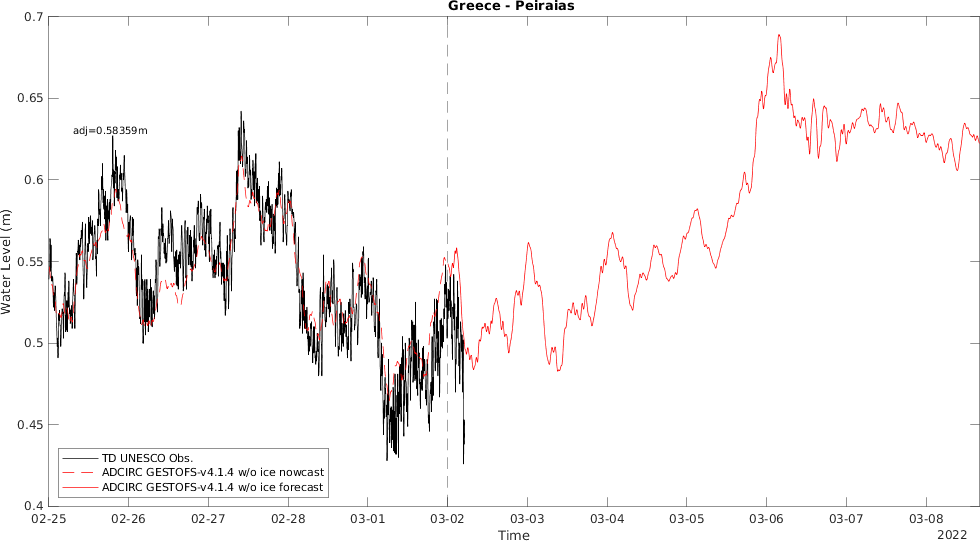 Greece - Peiraias
0.7
0.65
0.6
0.55
0.5
0.45
0.4
Water Level (m)
adj=0.58359m
TD UNESCO Obs.
ADCIRC GESTOFS-v4.1.4 w/o ice nowcast
ADCIRC GESTOFS-v4.1.4 w/o ice forecast
02-25 02-26 02-27 02-28 03-01 03-02 03-03 03-04 03-05 03-06 03-07 03-08
Time
2022